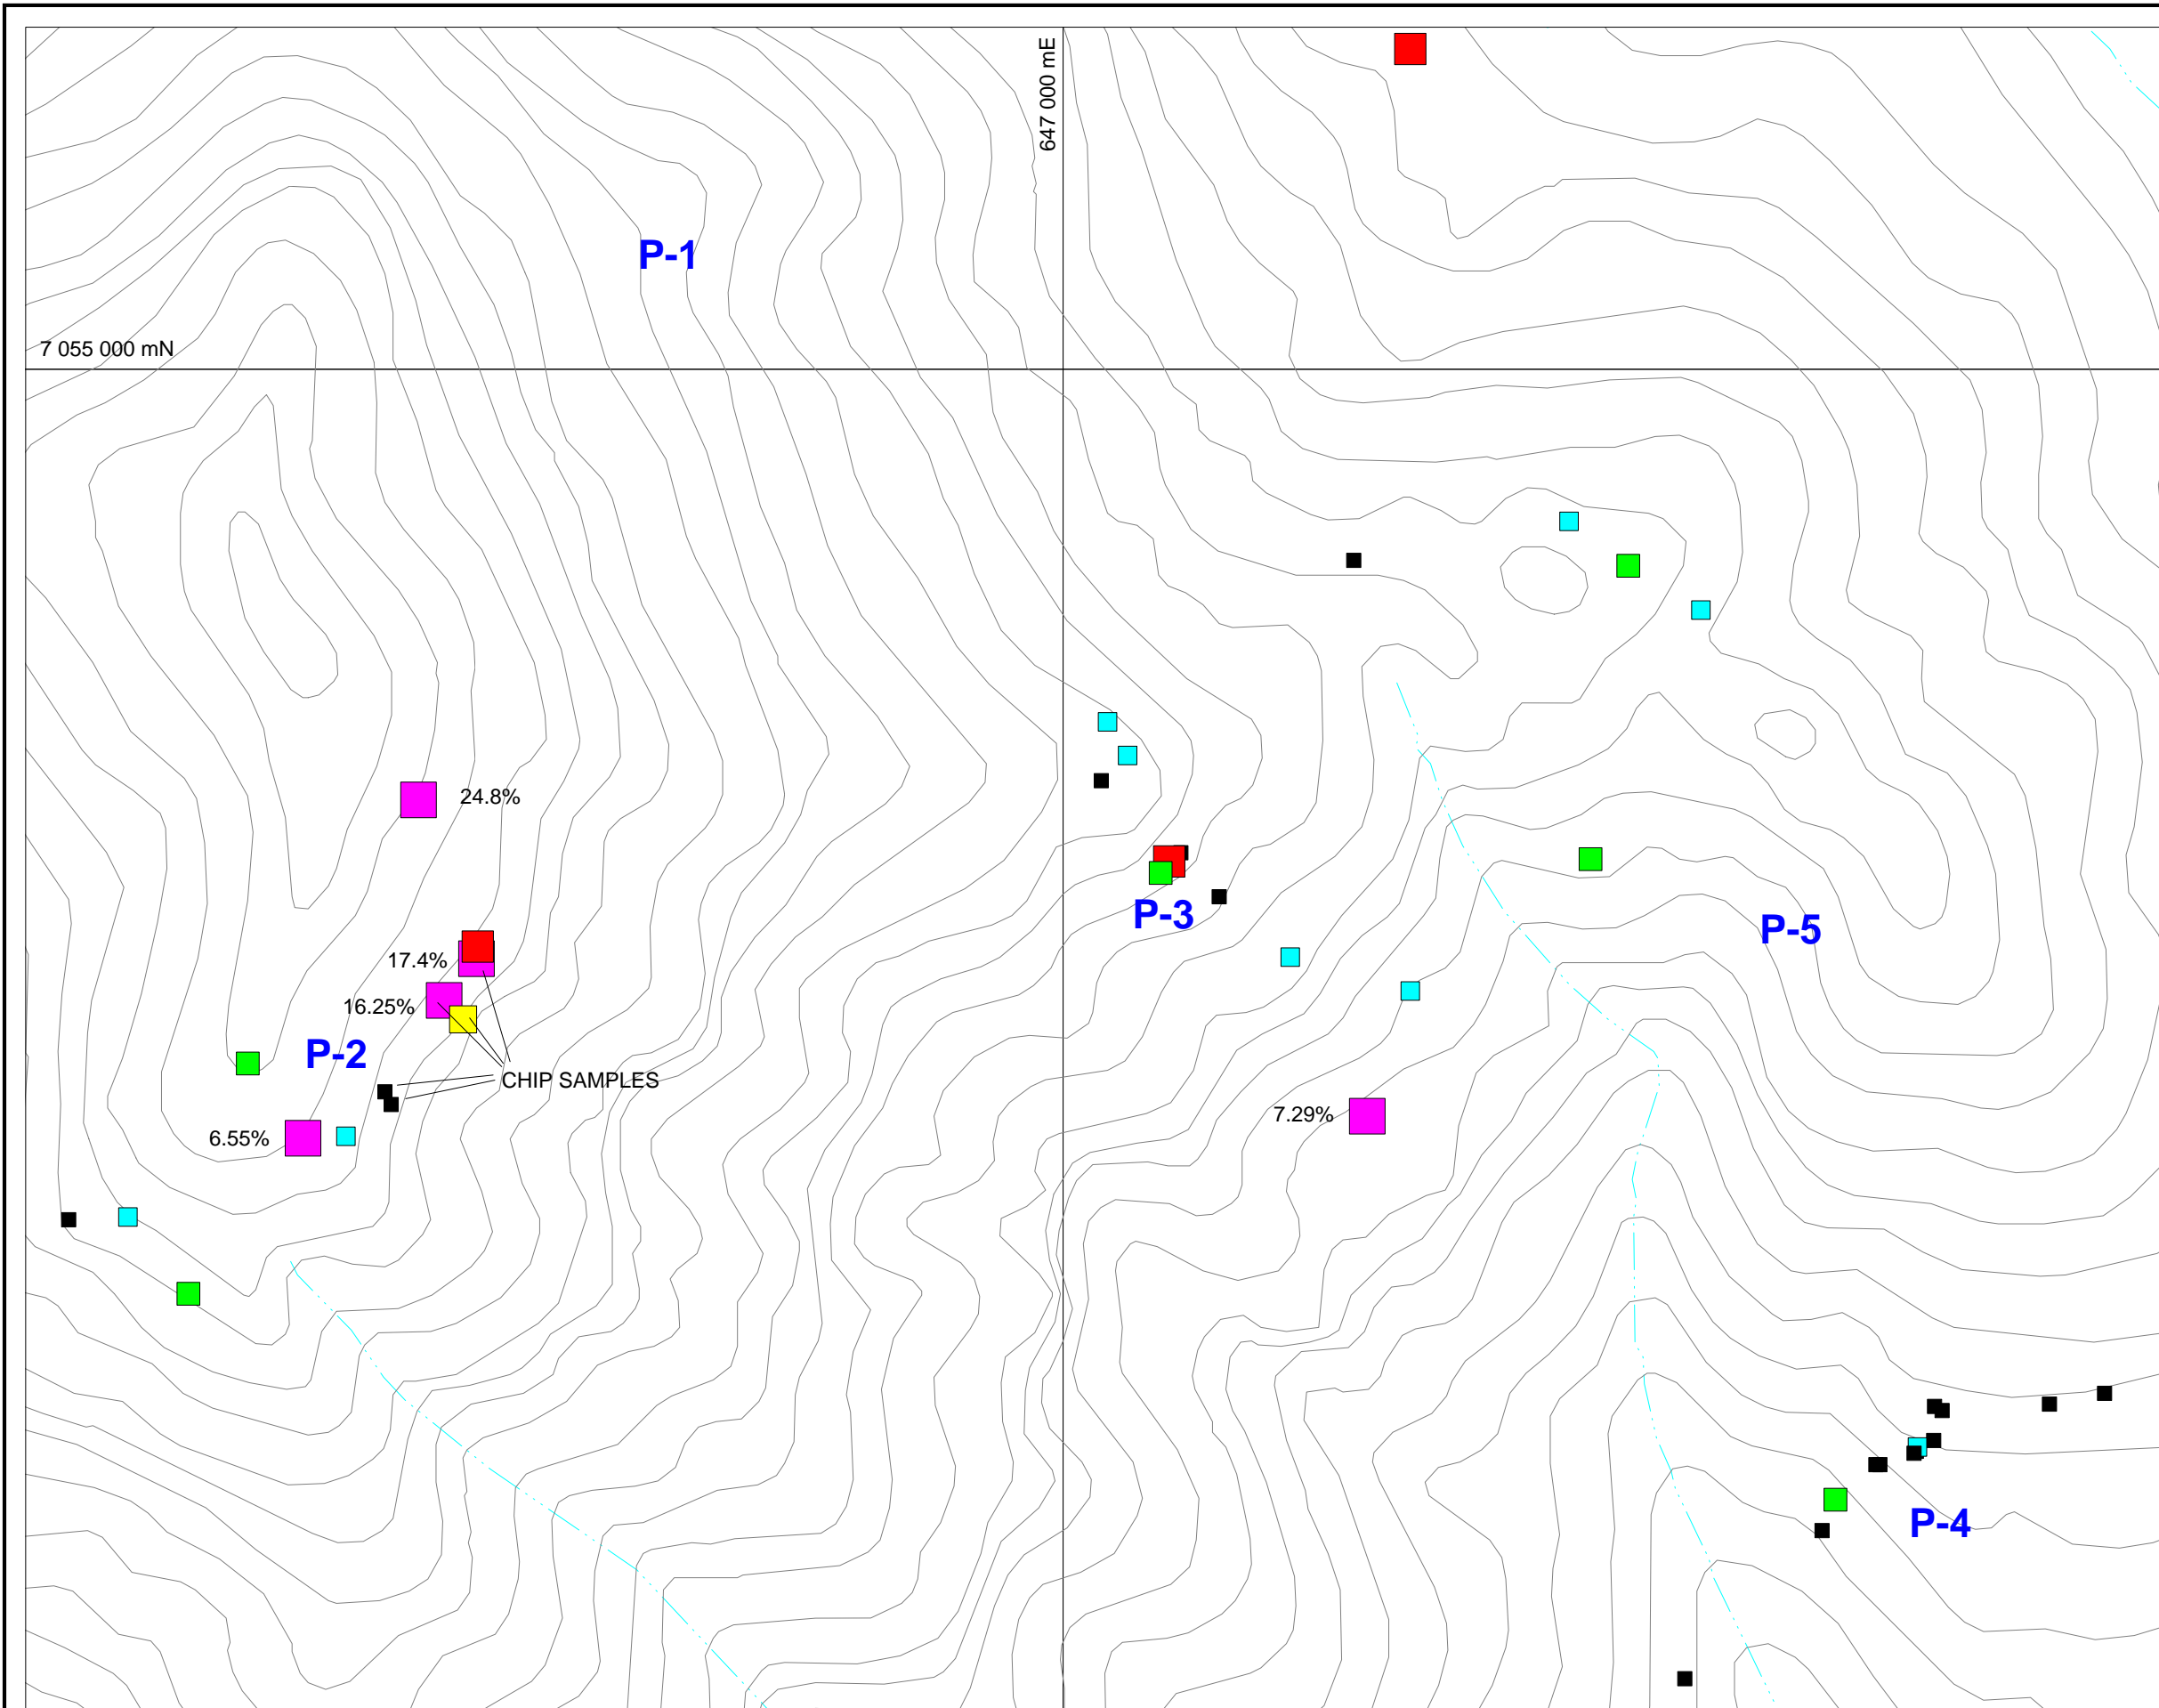 647 000 mE
P-1
7 055 000 mN
24.8%
P-3
P-5
17.4%
16.25%
P-2
CHIP SAMPLES
7.29%
6.55%
P-4